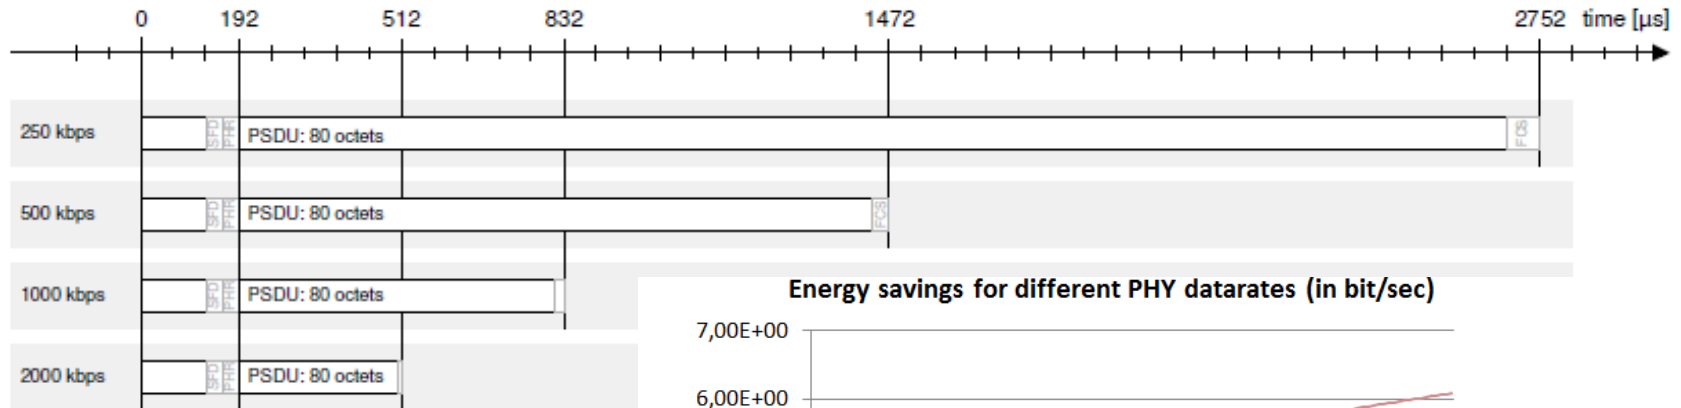 0 192 512 832 1472 2752 time [µs]
250 kbps SFD PHR PSDU: 80 octets FCS
500 kbps SFD PHR PSDU: 80 octets FCS
1000 kbps SFD PHR PSDU: 80 octets
Energy savings for different PHY datarates (in bit/sec)
7,00E+00
2000 kbps SFD PHR PSDU: 80 octets
6,00E+00